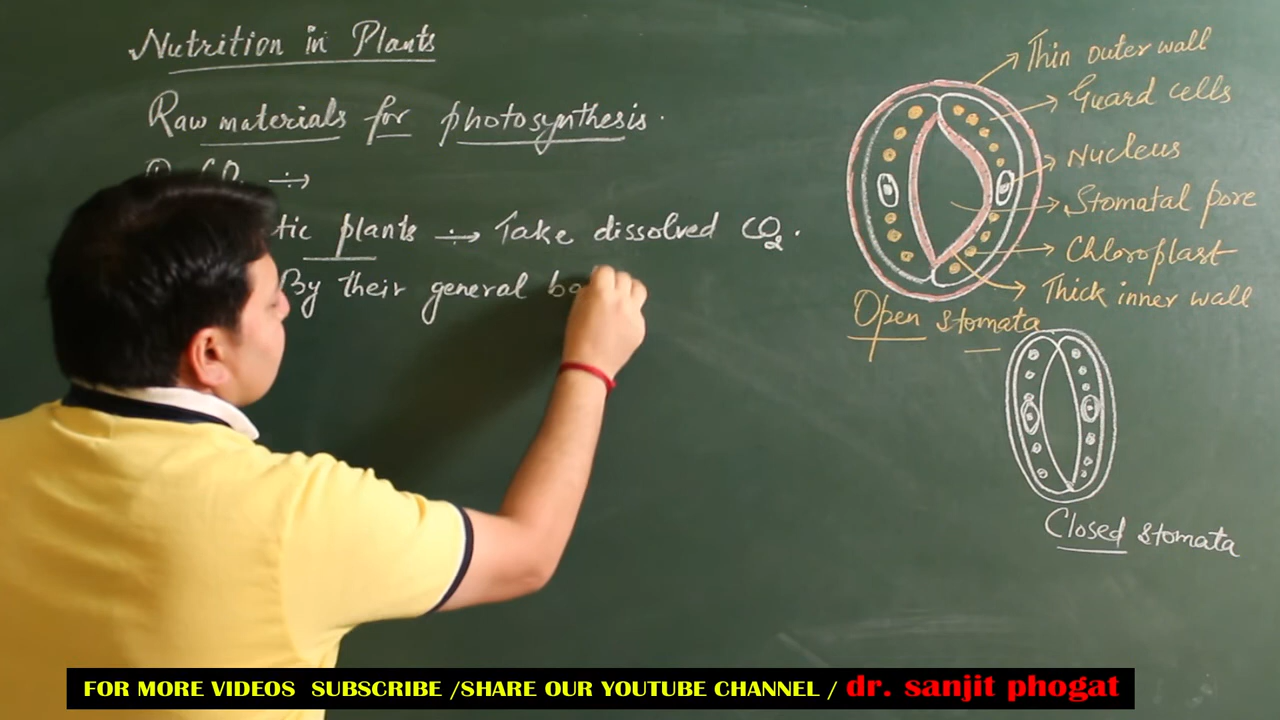 Nutrition in Plants
Raw materials for photosynthesis.
① CO₂ ÷
tic plants ÷→ Take dissolved CO₂.
By their general bo
Thin outer wall
Guard cells
Nucleus
Stomatal pore
Chloroplast
Thick inner wall
Open stomata
Closed stomata
FOR MORE VIDEOS SUBSCRIBE /SHARE OUR YOUTUBE CHANNEL / dr. sanjit phogat